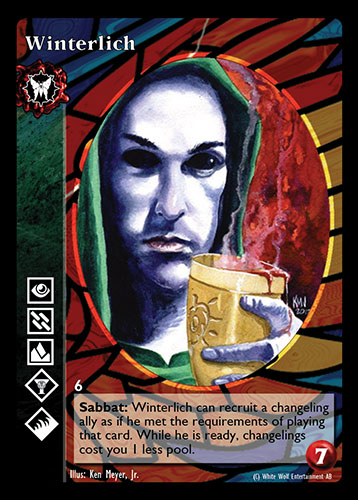 Winterlich
6
Sabbat: Winterlich can recruit a changeling
ally as if he met the requirements of playing
that card. While he is ready, changelings
cost you 1 less pool.
7
Illus: Ken Meyer, Jr.
(C) White Wolf Entertainment AB